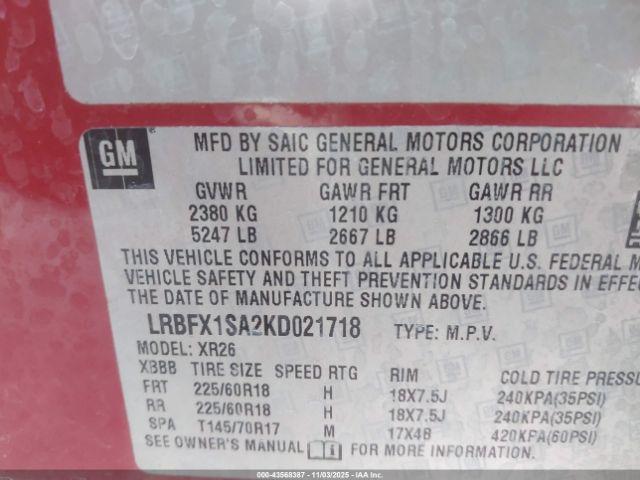 GM
MFD BY SAIC GENERAL MOTORS CORPORATION
LIMITED FOR GENERAL MOTORS LLC
GVWR GAWR FRT GAWR RR
2380 KG 1210 KG 1300 KG
5247 LB 2667 LB 2866 LB
THIS VEHICLE CONFORMS TO ALL APPLICABLE U.S. FEDERAL M
VEHICLE SAFETY AND THEFT PREVENTION STANDARDS IN EFFE
THE DATE OF MANUFACTURE SHOWN ABOVE.
LRBFX1SA2KD021718 TYPE: M.P.V.
MODEL: XR26
XBBB TIRE SIZE SPEED RTG RIM COLD TIRE PRESSU
FRT 225/60R18 H 18X7.5J 240KPA(35PSI)
RR 225/60R18 H 18X7.5J 240KPA(35PSI)
SPA T145/70R17 M 17X4B 420KPA(60PSI)
SEE OWNER'S MANUAL i FOR MORE INFORMATION.
© 000-43568387 - 11/03/2025 - IAAI.COM